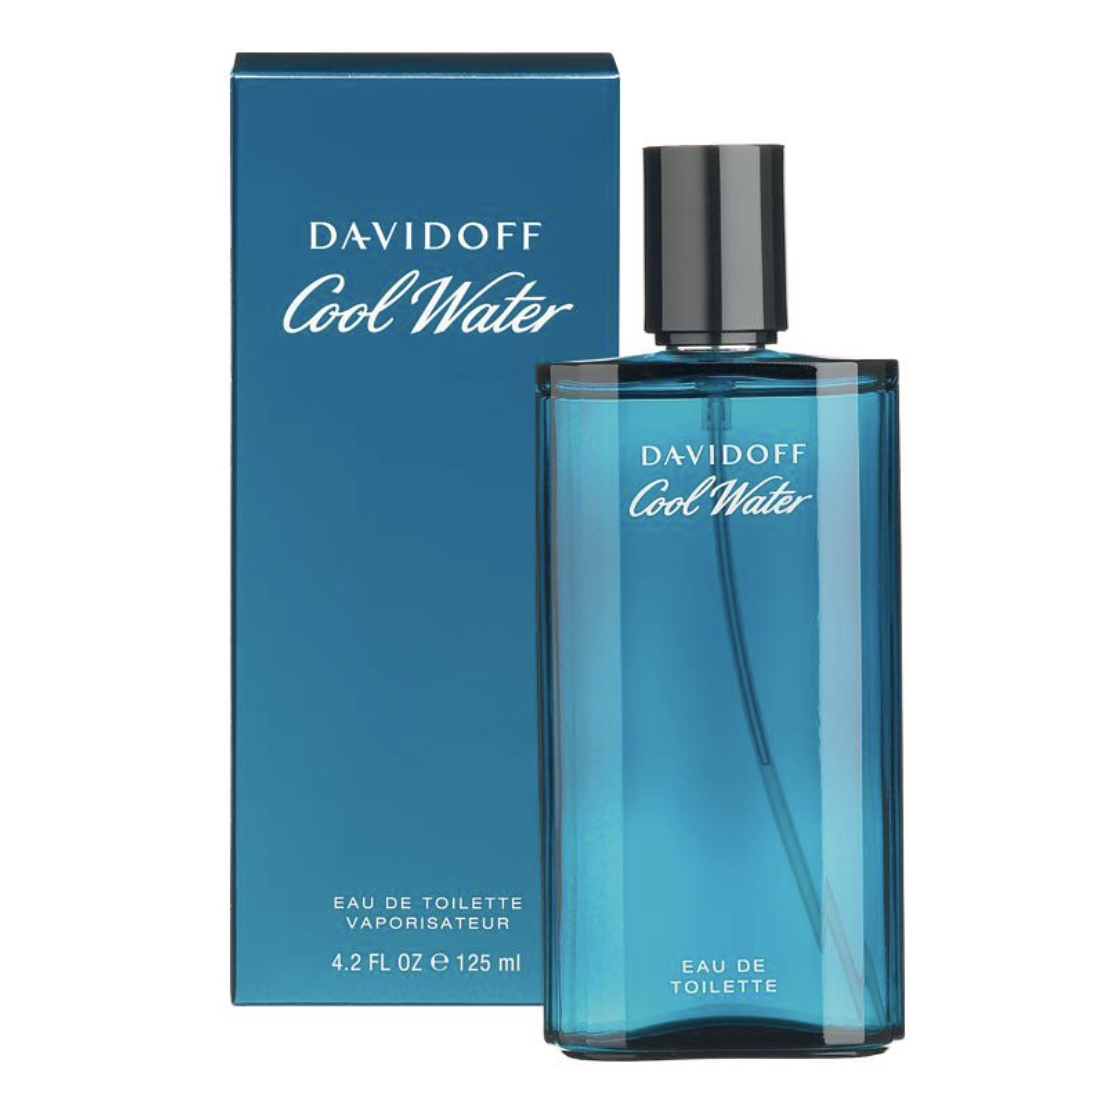 DAVIDOFF
Cool Water
EAU DE TOILETTE
VAPORISATEUR
4.2 FL OZ ℮ 125 ml
DAVIDOFF
Cool Water
EAU DE
TOILETTE